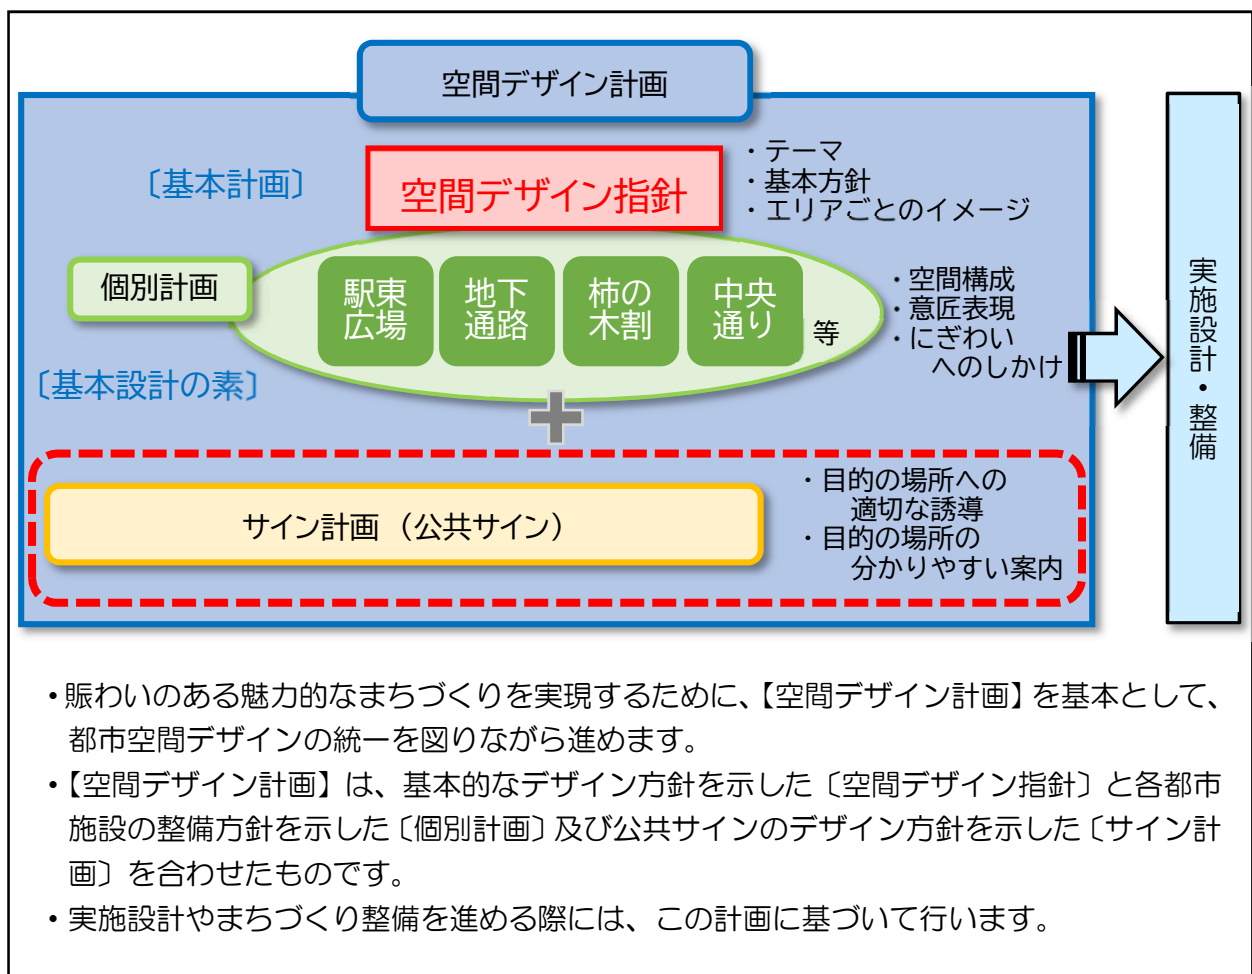 空間デザイン計画
〔基本計画〕
空間デザイン指針
・テーマ
・基本方針
・エリアごとのイメージ
個別計画
駅東
広場
地下
通路
柿の
木割
中央
通り
等
・空間構成
・意匠表現
・にぎわい
へのしかけ
〔基本設計の素〕
サイン計画（公共サイン）
・目的の場所への
適切な誘導
・目的の場所の
分かりやすい案内
実施設計・整備
・賑わいのある魅力的なまちづくりを実現するために、【空間デザイン計画】を基本として、
都市空間デザインの統一を図りながら進めます。
・【空間デザイン計画】は、基本的なデザイン方針を示した〔空間デザイン指針〕と各都市
施設の整備方針を示した〔個別計画〕及び公共サインのデザイン方針を示した〔サイン計
画〕を合わせたものです。
・実施設計やまちづくり整備を進める際には、この計画に基づいて行います。